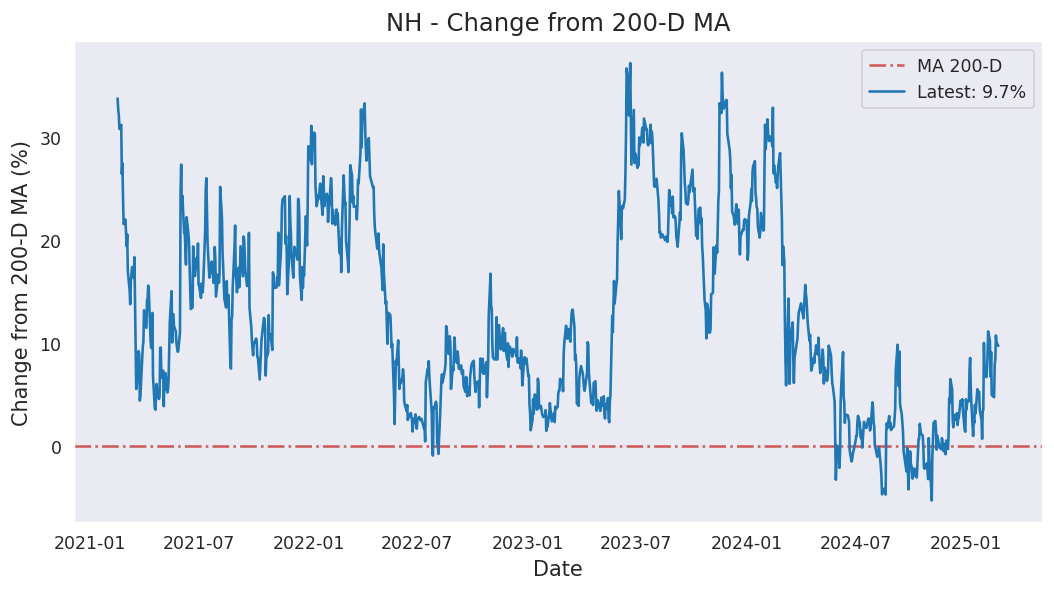 NH - Change from 200-D MA
MA 200-D
Latest: 9.7%
Change from 200-D MA (%)
30
20
10
0
2021-01 2021-07 2022-01 2022-07 2023-01 2023-07 2024-01 2024-07 2025-01
Date